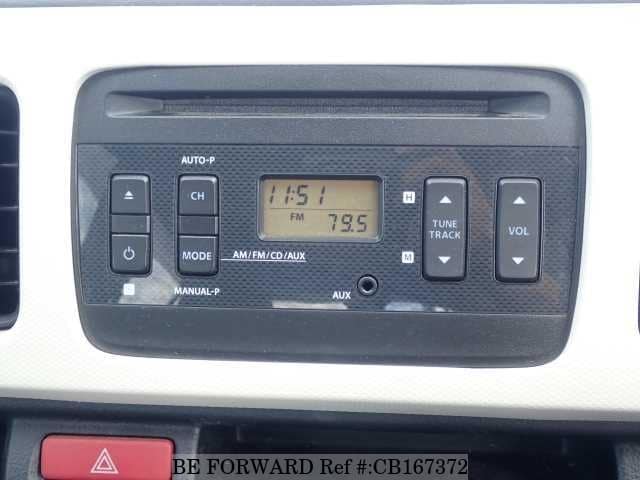 AUTO-P
CH
11:51
FM
79.5
H
TUNE
TRACK
VOL
MODE
AM/FM/CD/AUX
M
MANUAL-P
AUX
BE FORWARD Ref #:CB167372